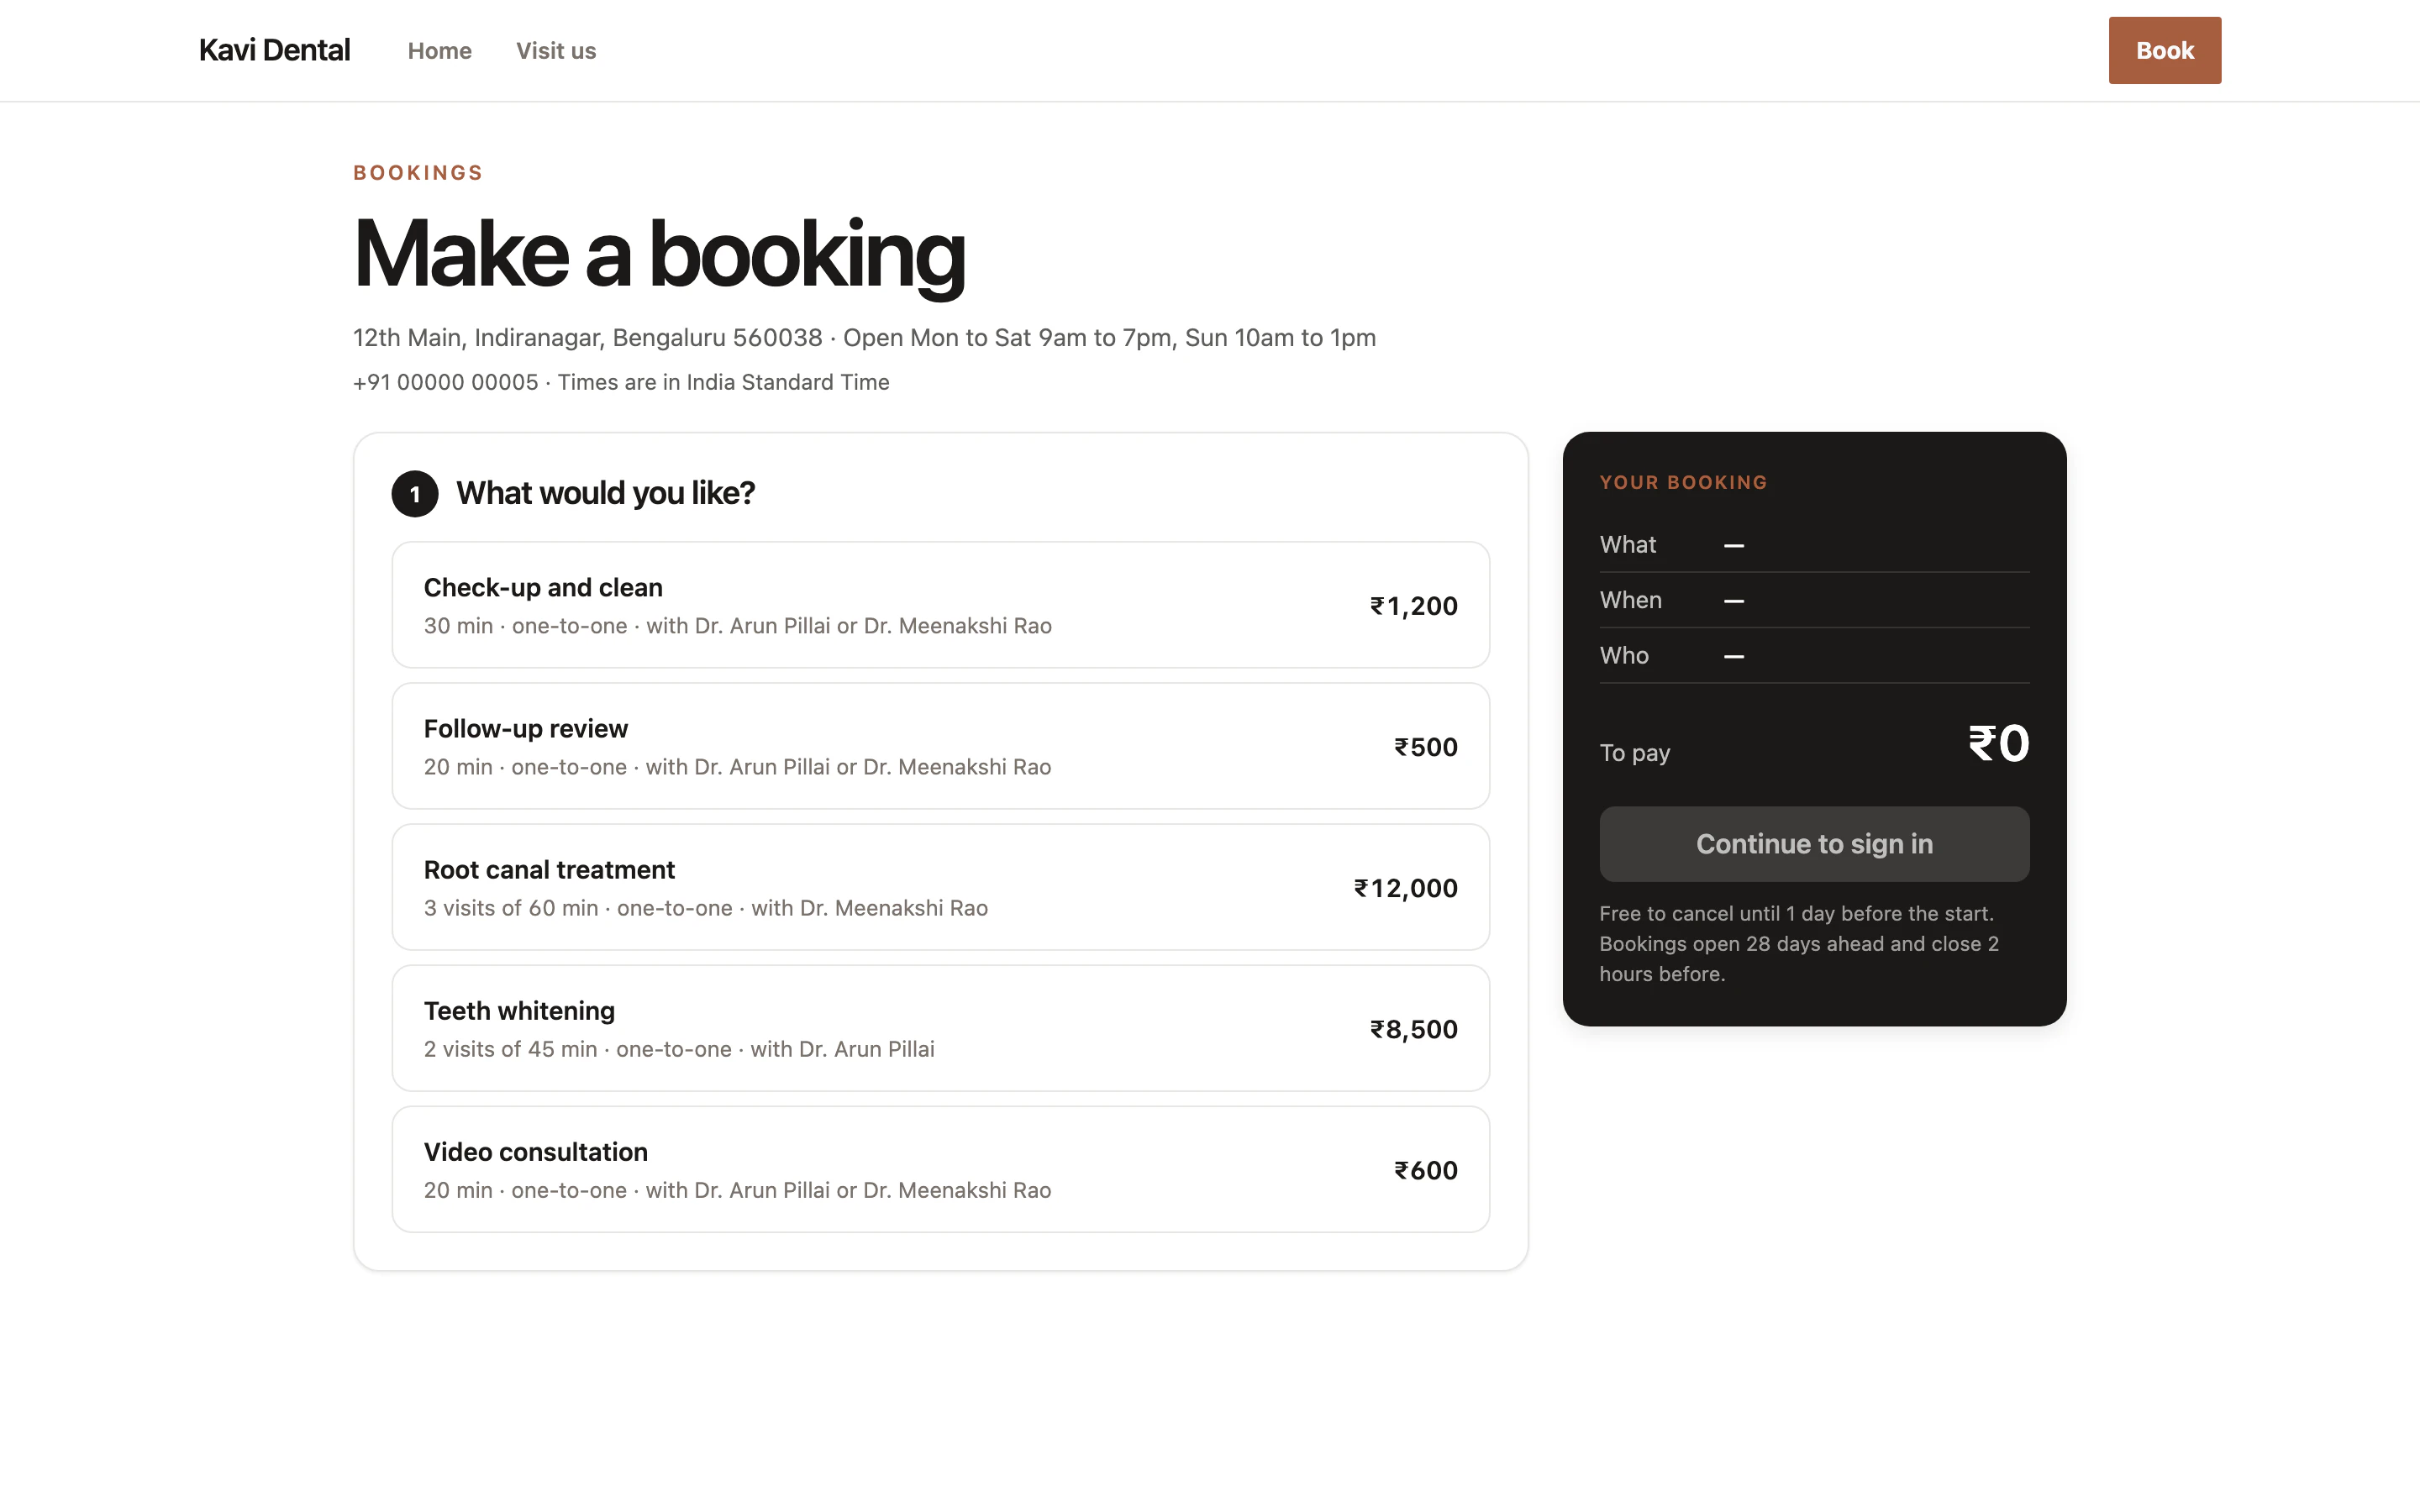 Kavi Dental
Home
Visit us
Book
BOOKINGS
Make a booking
12th Main, Indiranagar, Bengaluru 560038 · Open Mon to Sat 9am to 7pm, Sun 10am to 1pm
+91 00000 00005 · Times are in India Standard Time
1 What would you like?
Check-up and clean
30 min · one-to-one · with Dr. Arun Pillai or Dr. Meenakshi Rao
₹1,200
Follow-up review
20 min · one-to-one · with Dr. Arun Pillai or Dr. Meenakshi Rao
₹500
Root canal treatment
3 visits of 60 min · one-to-one · with Dr. Meenakshi Rao
₹12,000
Teeth whitening
2 visits of 45 min · one-to-one · with Dr. Arun Pillai
₹8,500
Video consultation
20 min · one-to-one · with Dr. Arun Pillai or Dr. Meenakshi Rao
₹600
YOUR BOOKING
What —
When —
Who —
To pay ₹0
Continue to sign in
Free to cancel until 1 day before the start.
Bookings open 28 days ahead and close 2
hours before.